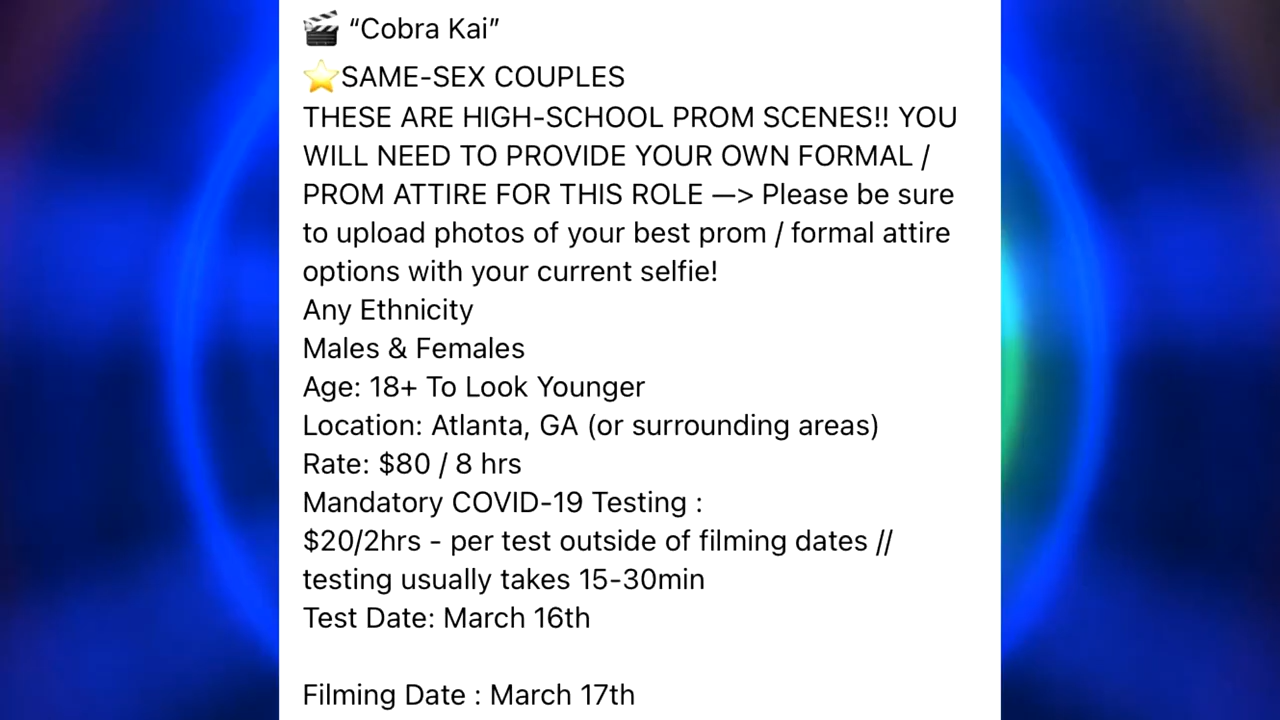 🎬 “Cobra Kai”
⭐SAME-SEX COUPLES
THESE ARE HIGH-SCHOOL PROM SCENES!! YOU
WILL NEED TO PROVIDE YOUR OWN FORMAL /
PROM ATTIRE FOR THIS ROLE —> Please be sure
to upload photos of your best prom / formal attire
options with your current selfie!
Any Ethnicity
Males & Females
Age: 18+ To Look Younger
Location: Atlanta, GA (or surrounding areas)
Rate: $80 / 8 hrs
Mandatory COVID-19 Testing :
$20/2hrs - per test outside of filming dates //
testing usually takes 15-30min
Test Date: March 16th
Filming Date : March 17th